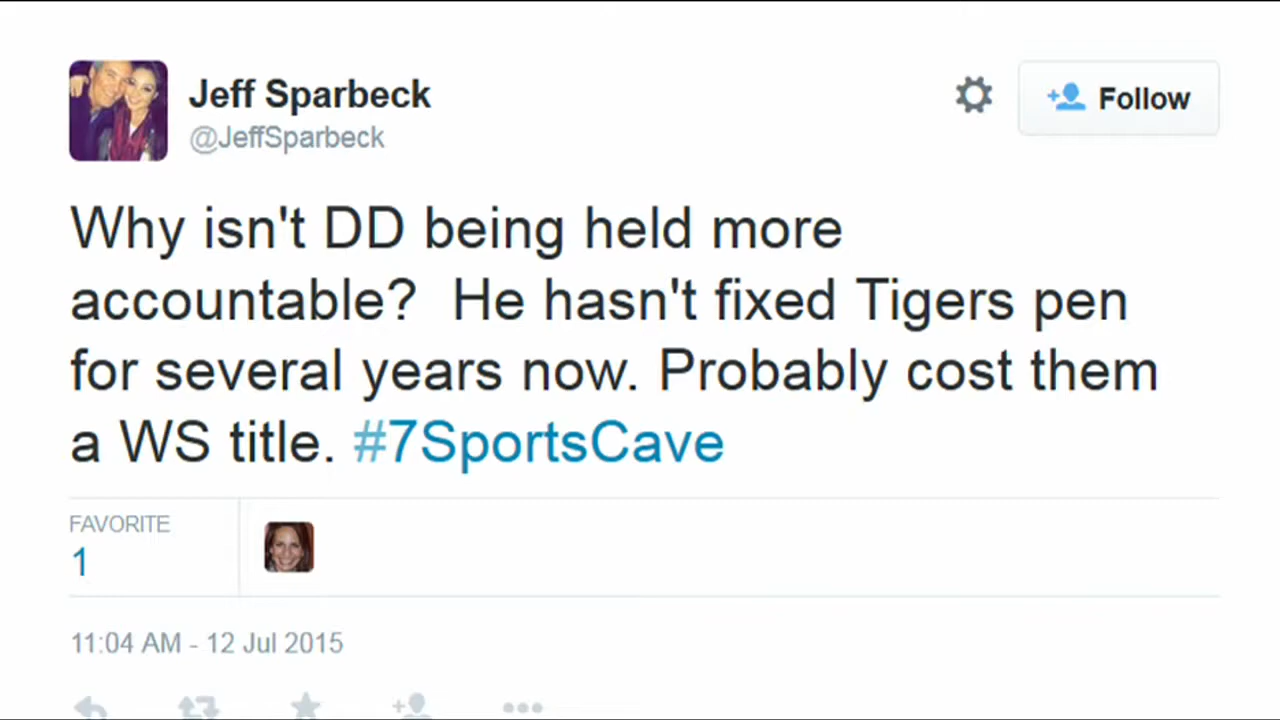 Jeff Sparbeck
@JeffSparbeck
Follow
Why isn't DD being held more
accountable?  He hasn't fixed Tigers pen
for several years now. Probably cost them
a WS title. #7SportsCave
FAVORITE
1
11:04 AM - 12 Jul 2015